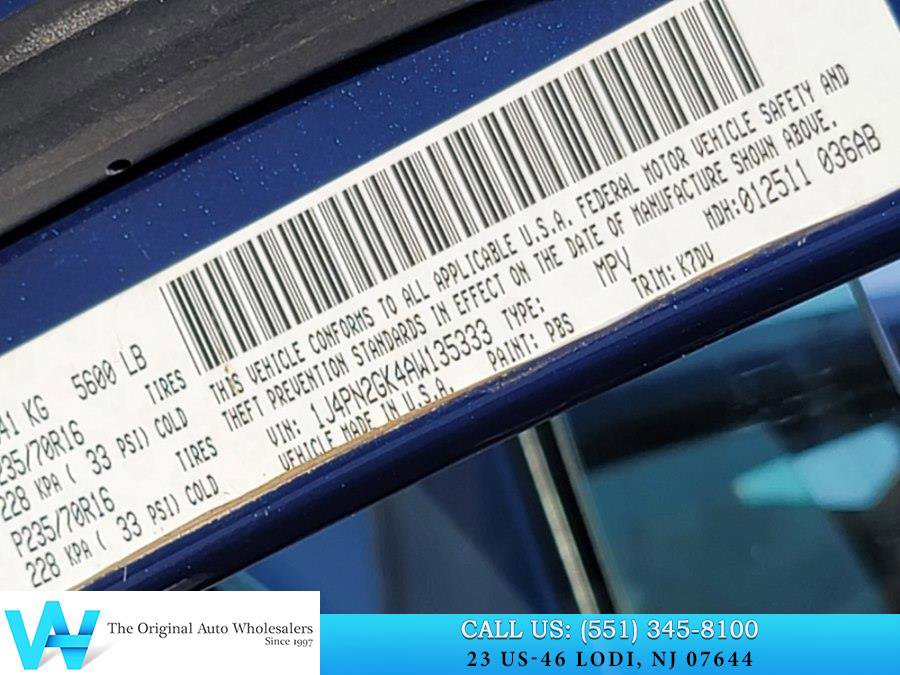 THIS VEHICLE CONFORMS TO ALL APPLICABLE U.S.A. FEDERAL MOTOR VEHICLE SAFETY AND
THEFT PREVENTION STANDARDS IN EFFECT ON THE DATE OF MANUFACTURE SHOWN ABOVE.
VIN: 1J4PN2GK4AW135333 TYPE: MPV MDH:012511 036AB
VEHICLE MADE IN U.S.A. PAINT: PBS TRIM: K7DV
41 KG 5600 LB
235/70R16 TIRES
228 KPA ( 33 PSI) COLD
P235/70R16 TIRES
228 KPA ( 33 PSI) COLD
WA
The Original Auto Wholesalers
Since 1997
CALL US: (551) 345-8100
23 US-46 LODI, NJ 07644